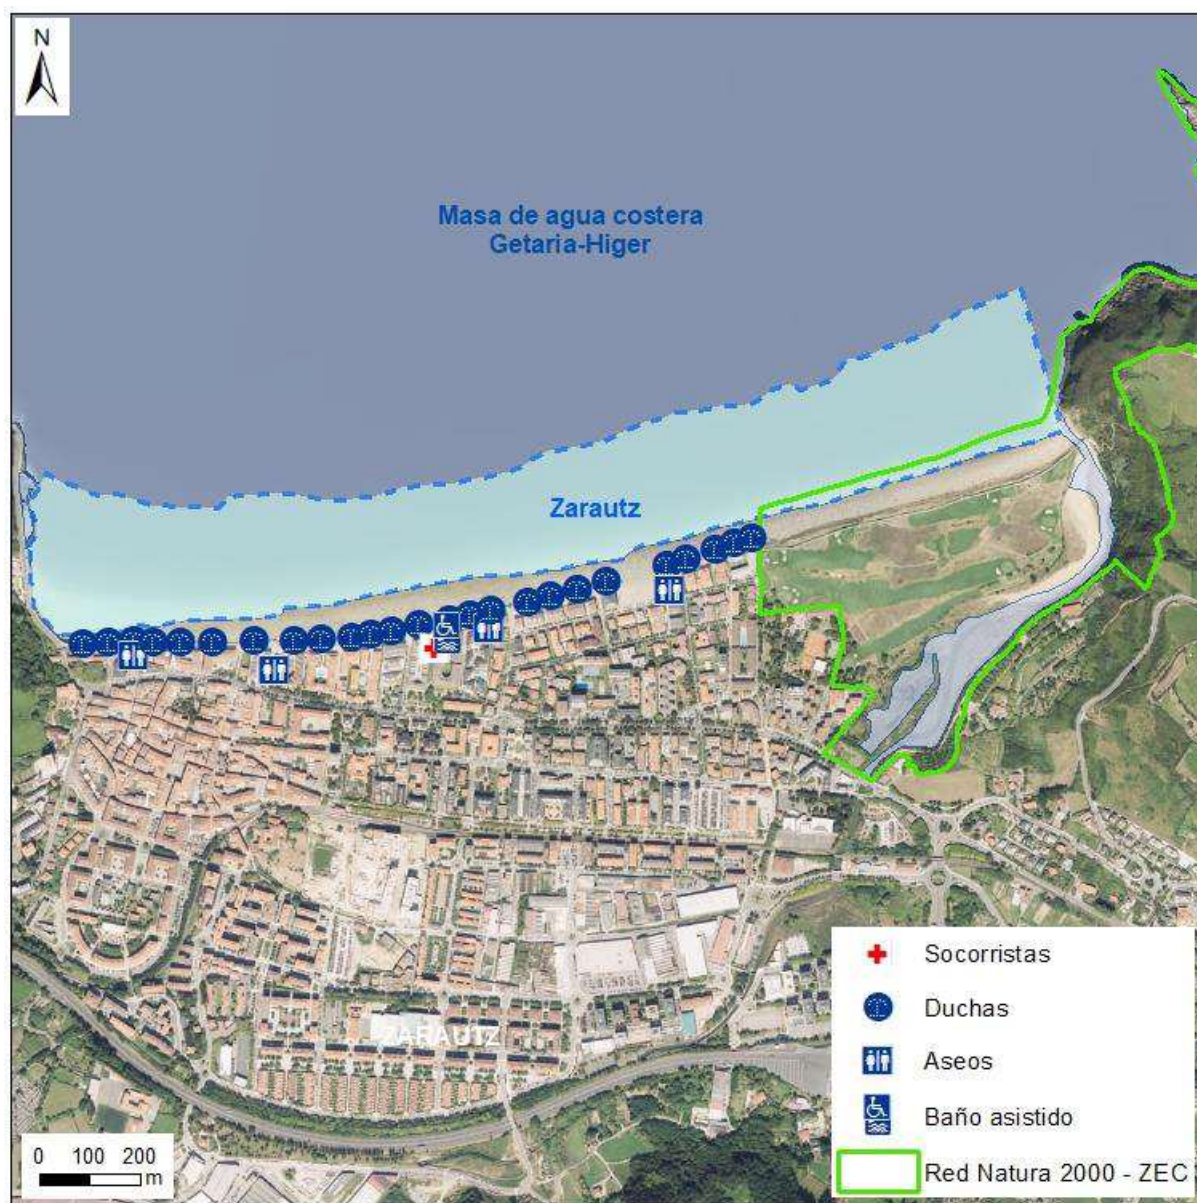 N
Masa de agua costera
Getaria-Higer
Zarautz
ZARAUTZ
Socorristas
Duchas
Aseos
Baño asistido
Red Natura 2000 - ZEC
0 100 200
m